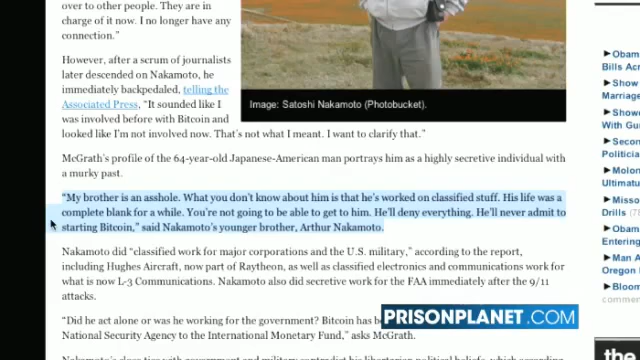 over to other people. They are in
charge of it now. I no longer have any
connection.”
However, after a scrum of journalists
later descended on Nakamoto, he
immediately backpedaled, telling the
Associated Press, “It sounded like I
was involved before with Bitcoin and
looked like I'm not involved now. That's not what I meant. I want to clarify that.”
Image: Satoshi Nakamoto (Photobucket).
McGrath's profile of the 64-year-old Japanese-American man portrays him as a highly secretive individual with
a murky past.
“My brother is an asshole. What you don't know about him is that he's worked on classified stuff. His life was a
complete blank for a while. You're not going to be able to get to him. He'll deny everything. He'll never admit to
starting Bitcoin,” said Nakamoto's younger brother, Arthur Nakamoto.
Nakamoto did “classified work for major corporations and the U.S. military,” according to the report,
including Hughes Aircraft, now part of Raytheon, as well as classified electronics and communications work for
what is now L-3 Communications. Nakamoto also did secretive work for the FAA immediately after the 9/11
attacks.
“Did he act alone or was he working for the government? Bitcoin has
National Security Agency to the International Monetary Fund,” asks McGrath.
PRISONPLANET.COM
Obam
Bills Acr
Show
Marriage
Showe
With Gu
Secon
Politicia
Molon
Ultimatu
Misso
Drills
Obam
Entering
Man A
Oregon
Bloom
commen
the